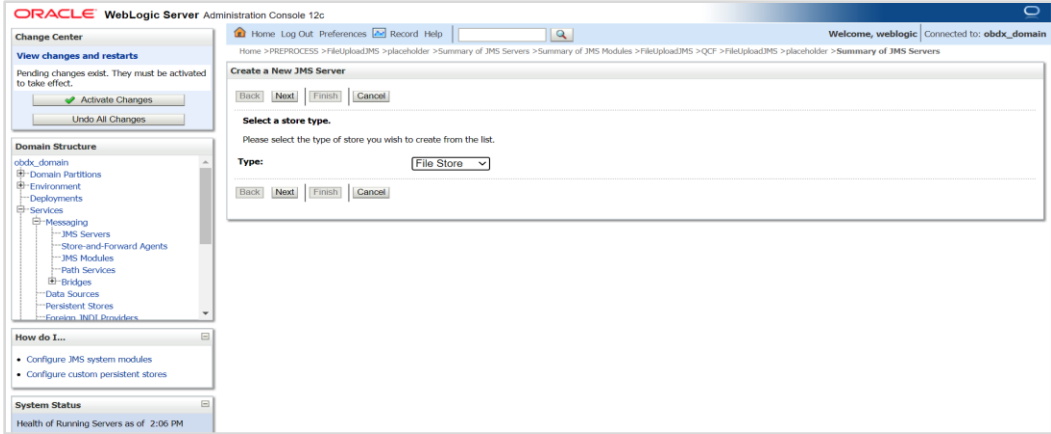 ORACLE WebLogic Server Administration Console 12c
Change Center
View changes and restarts
Pending changes exist. They must be activated
to take effect.
Activate Changes
Undo All Changes
Domain Structure
obdx_domain
Domain Partitions
Environment
Deployments
Services
Messaging
JMS Servers
Store-and-Forward Agents
JMS Modules
Path Services
Bridges
Data Sources
Persistent Stores
Foreign JNDI Providers
How do I...
Configure JMS system modules
Configure custom persistent stores
System Status
Health of Running Servers as of 2:06 PM
Home Log Out Preferences Record Help
Welcome, weblogic Connected to: obdx_domain
Home >PREPROCESS >FileUploadJMS >placeholder >Summary of JMS Servers >Summary of JMS Modules >FileUploadJMS >QCF >FileUploadJMS >placeholder >Summary of JMS Servers
Create a New JMS Server
Back Next Finish Cancel
Select a store type.
Please select the type of store you wish to create from the list.
Type: File Store
Back Next Finish Cancel